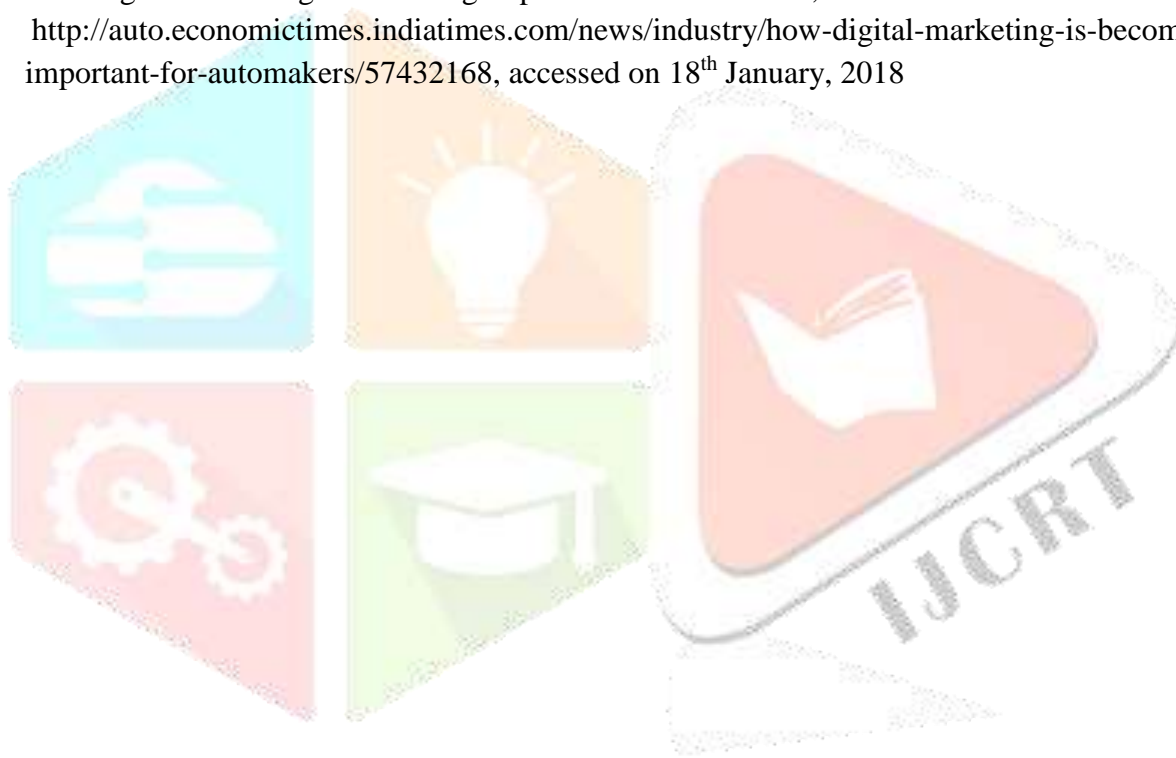 http://auto.economictimes.indiatimes.com/news/industry/how-digital-marketing-is-becom
important-for-automakers/57432168, accessed on 18th January, 2018
IJCRT